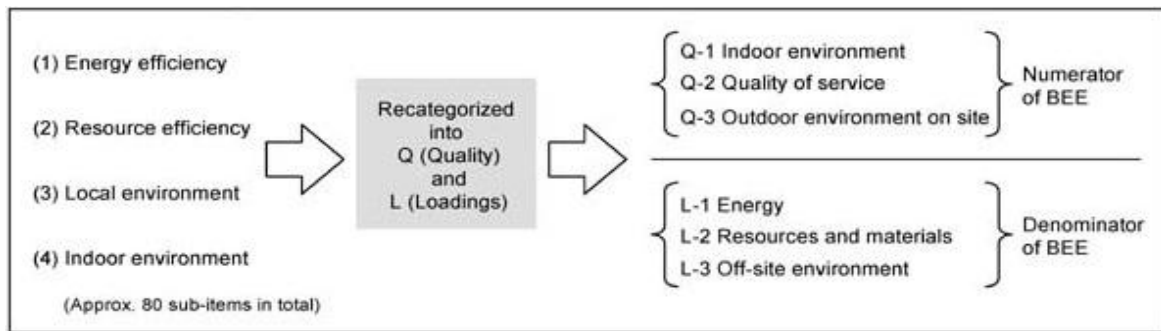 (1) Energy efficiency
(2) Resource efficiency
(3) Local environment
(4) Indoor environment
(Approx. 80 sub-items in total)
Recategorized
into
Q (Quality)
and
L (Loadings)
Q-1 Indoor environment
Q-2 Quality of service
Q-3 Outdoor environment on site
Numerator
of BEE
L-1 Energy
L-2 Resources and materials
L-3 Off-site environment
Denominator
of BEE